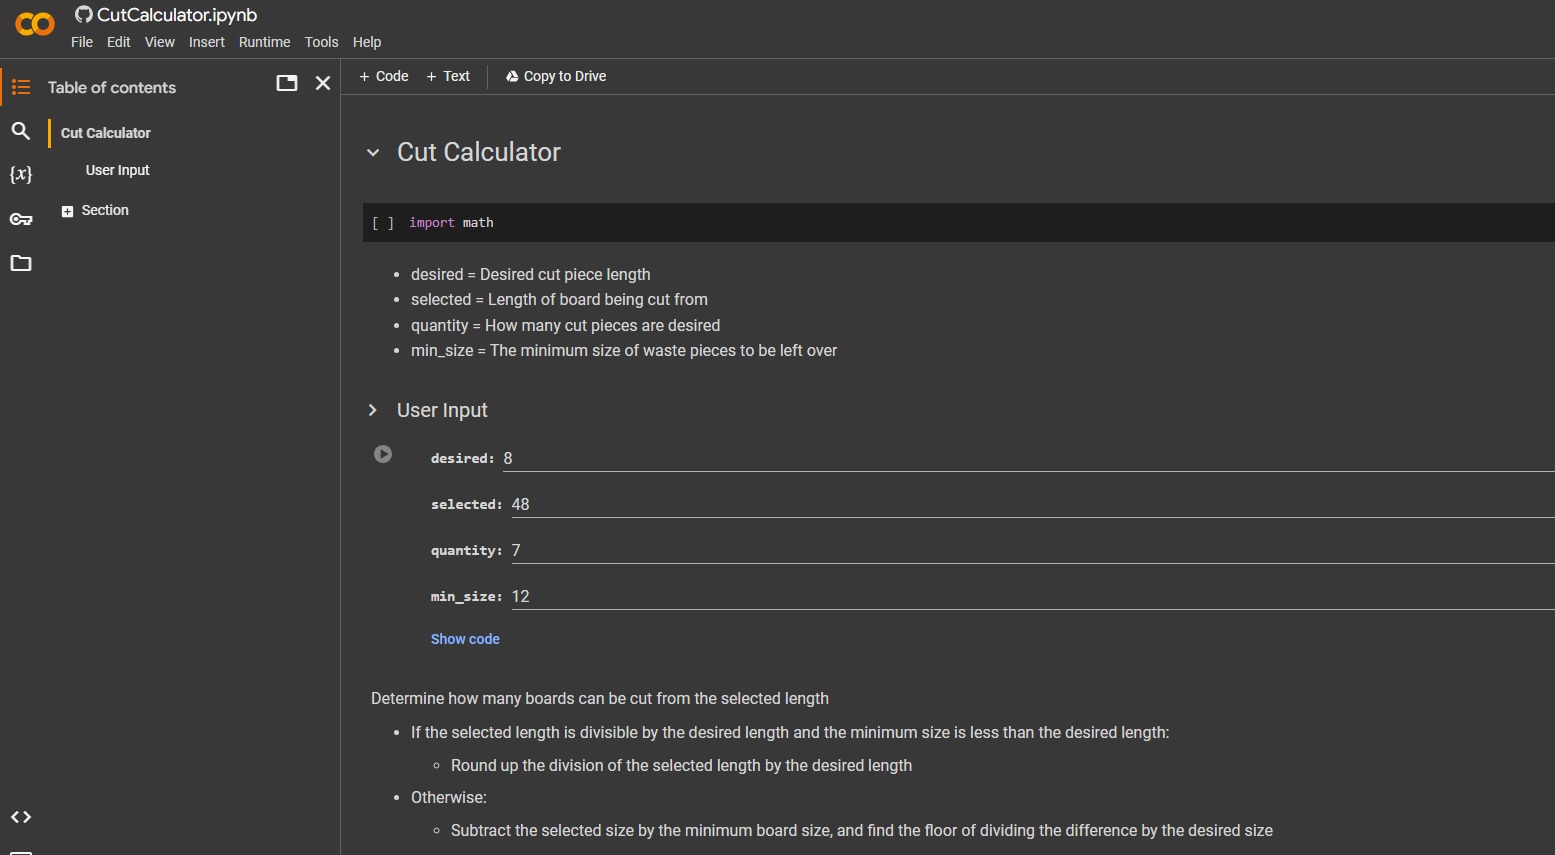 CutCalculator.ipynb
File Edit View Insert Runtime Tools Help
Table of contents
+ Code + Text Copy to Drive
Cut Calculator
User Input
Section
{x}
Cut Calculator
[ ] import math
• desired = Desired cut piece length
• selected = Length of board being cut from
• quantity = How many cut pieces are desired
• min_size = The minimum size of waste pieces to be left over
User Input
desired: 8
selected: 48
quantity: 7
min_size: 12
Show code
Determine how many boards can be cut from the selected length
• If the selected length is divisible by the desired length and the minimum size is less than the desired length:
◦ Round up the division of the selected length by the desired length
• Otherwise:
◦ Subtract the selected size by the minimum board size, and find the floor of dividing the difference by the desired size